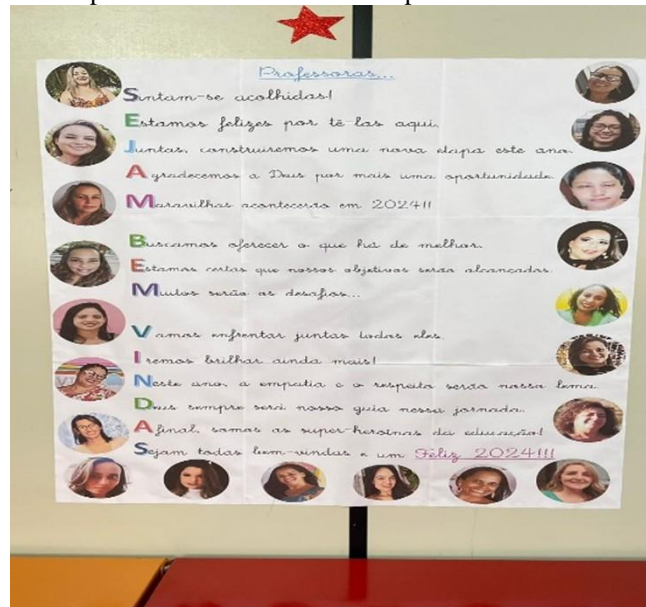 Professoras...
Sintam-se acolhidas!
Estamos felizes por tê-las aqui.
Juntas, construiremos uma nova etapa este ano.
Agradecemos a Deus por mais uma oportunidade.
Maravilhas acontecerão em 2024!!
Buscamos oferecer o que há de melhor.
Estamos certas que nossos objetivos serão alcançados.
Muitos serão os desafios...
Vamos enfrentar juntas todos eles.
Iremos brilhar ainda mais!
Neste ano, a empatia e o respeito serão nosso lema.
Deus sempre será nosso guia nessa jornada.
Afinal, somos as super-heroínas da educação!
Sejam todas bem-vindas e um Feliz 2024!!!